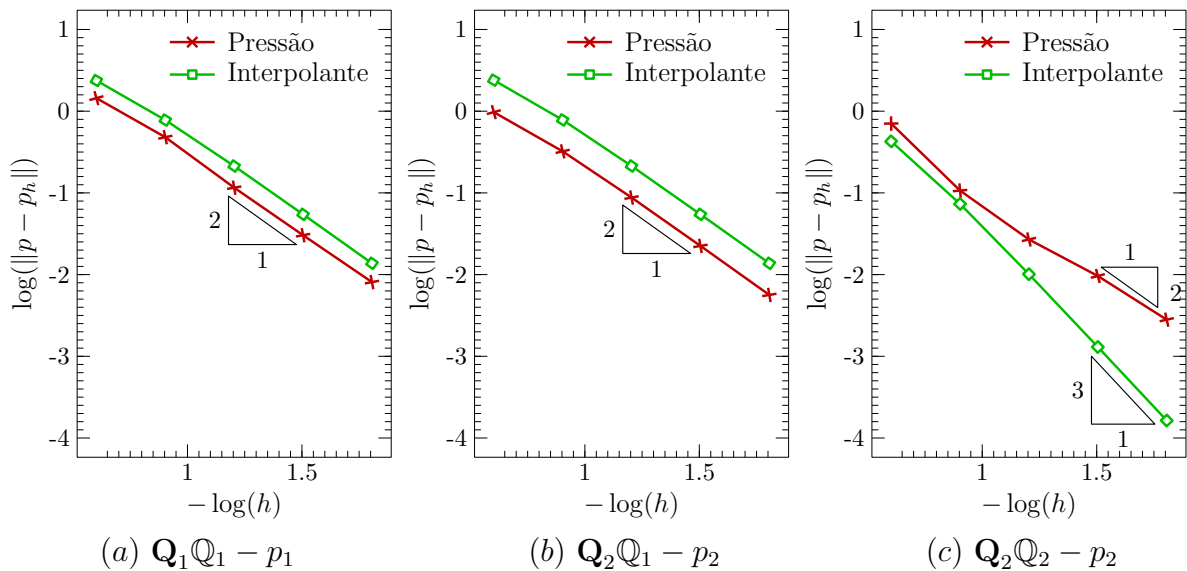 1
0
-1
-2
-3
-4
log(‖p − p_h‖)
Pressão
Interpolante
2
1
1
1.5
− log(h)
(a) Q₁ℚ₁ − p₁
1
0
-1
-2
-3
-4
log(‖p − p_h‖)
Pressão
Interpolante
2
1
1
1.5
− log(h)
(b) Q₂ℚ₁ − p₂
1
0
-1
-2
-3
-4
log(‖p − p_h‖)
Pressão
Interpolante
1
2
3
1
1
1.5
− log(h)
(c) Q₂ℚ₂ − p₂